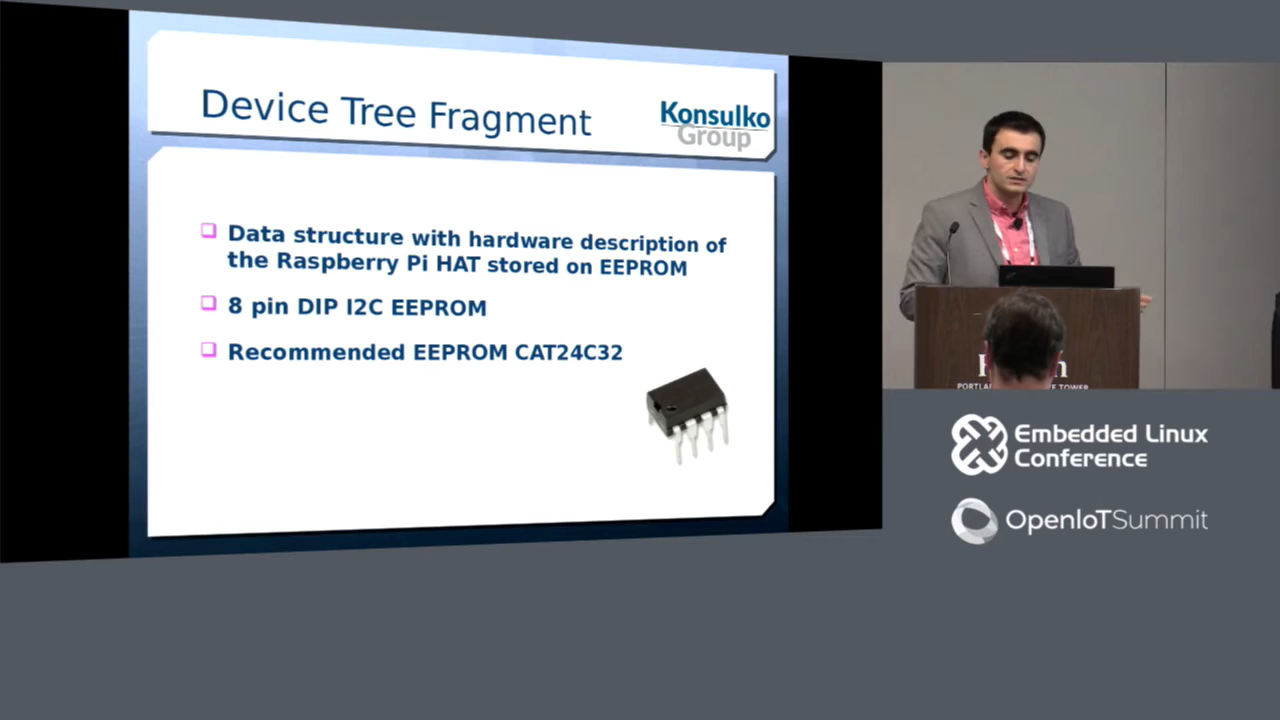 Device Tree Fragment
Konsulko
Group
Data structure with hardware description of
the Raspberry Pi HAT stored on EEPROM
8 pin DIP I2C EEPROM
Recommended EEPROM CAT24C32
Embedded Linux
Conference
OpenIoTSummit